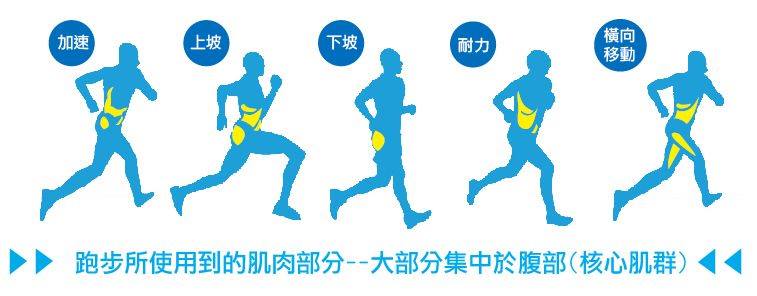 加速
上坡
下坡
耐力
橫向
移動
跑步所使用到的肌肉部分--大部分集中於腹部(核心肌群)